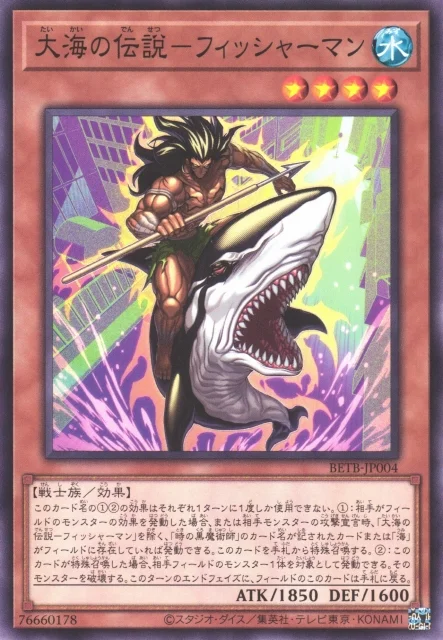 大海の伝説－フィッシャーマン
水
BETB-JP004
【戦士族／効果】
このカード名の①②の効果はそれぞれ1ターンに1度しか使用できない。①：相手がフィ
ールドのモンスターの効果を発動した場合、または相手モンスターの攻撃宣言時、「大海の
伝説－フィッシャーマン」を除く、「時の黒魔術師」のカード名が記されたカードまたは「海」
がフィールドに存在していれば発動できる。このカードを手札から特殊召喚する。②：この
カードが特殊召喚した場合、相手フィールドのモンスター1体を対象として発動できる。その
モンスターを破壊する。このターンのエンドフェイズに、フィールドのこのカードは手札に戻る。
ATK/1850 DEF/1600
76660178 ©スタジオ・ダイス／集英社・テレビ東京・KONAMI